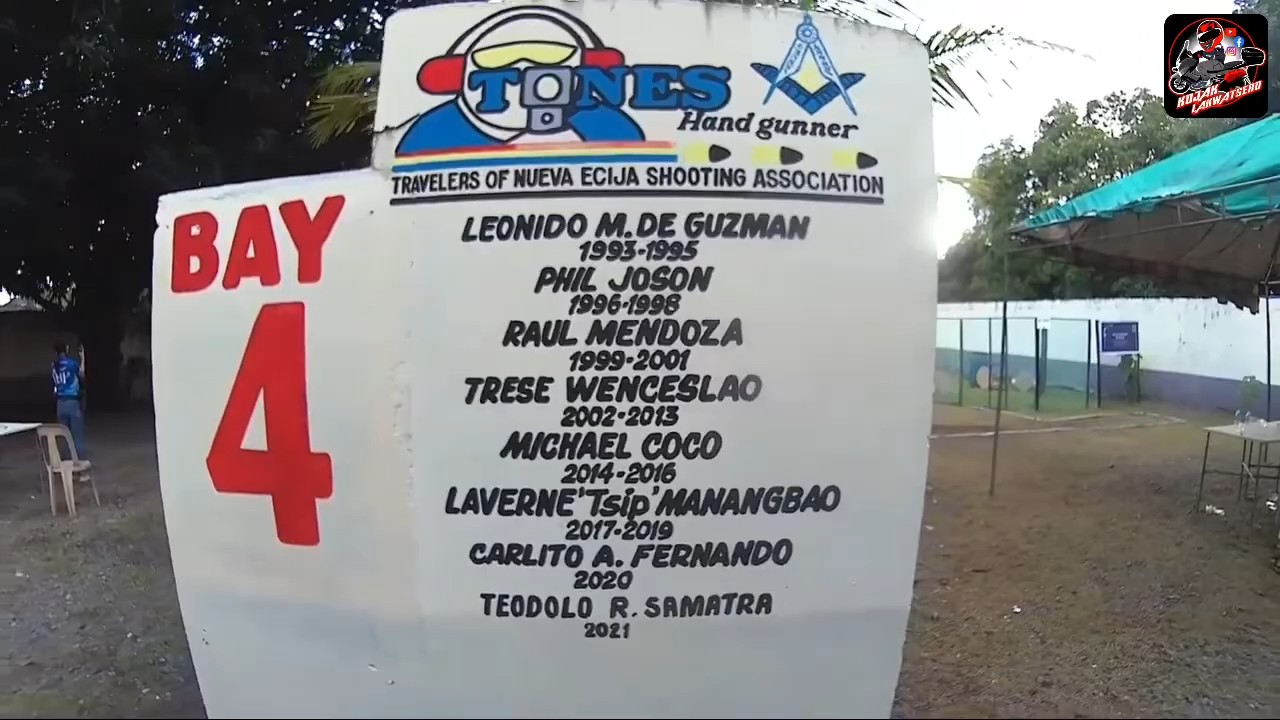 TONES
Hand gunner
TRAVELERS OF NUEVA ECIJA SHOOTING ASSOCIATION
BAY
4
LEONIDO M. DE GUZMAN
1993-1995
PHIL JOSON
1996-1998
RAUL MENDOZA
1999-2001
TRESE WENCESLAO
2002-2013
MICHAEL COCO
2014-2016
LAVERNE 'Tsip' MANANGBAO
2017-2019
CARLITO A. FERNANDO
2020
TEODOLO R. SAMATRA
2021
KOJAK
LAKWATSERO